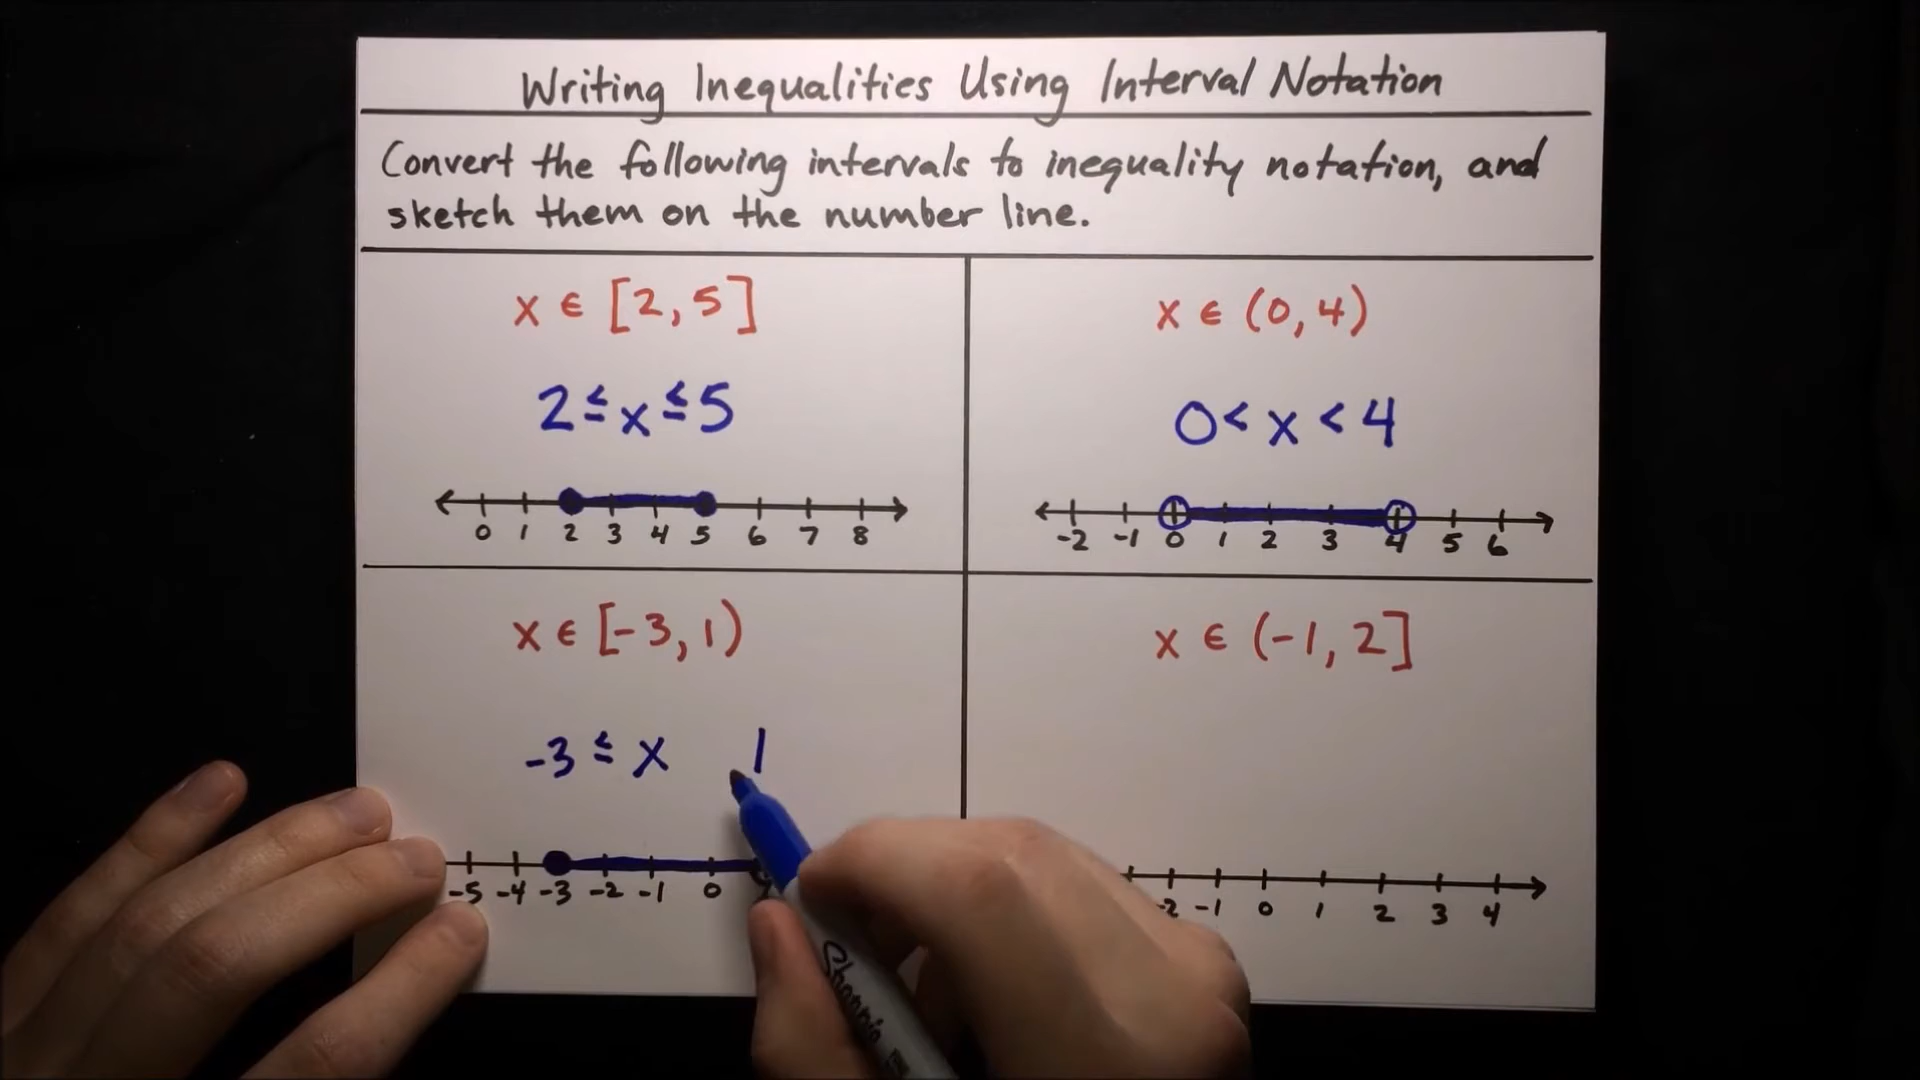 Writing Inequalities Using Interval Notation
Convert the following intervals to inequality notation, and
sketch them on the number line.
x ∈ [2, 5]
2 ≤ x ≤ 5
0 1 2 3 4 5 6 7 8
x ∈ (0, 4)
0 < x < 4
-2 -1 0 1 2 3 4 5 6
x ∈ [-3, 1)
-3 ≤ x 1
-5 -4 -3 -2 -1 0
x ∈ (-1, 2]
-2 -1 0 1 2 3 4
Sharpie